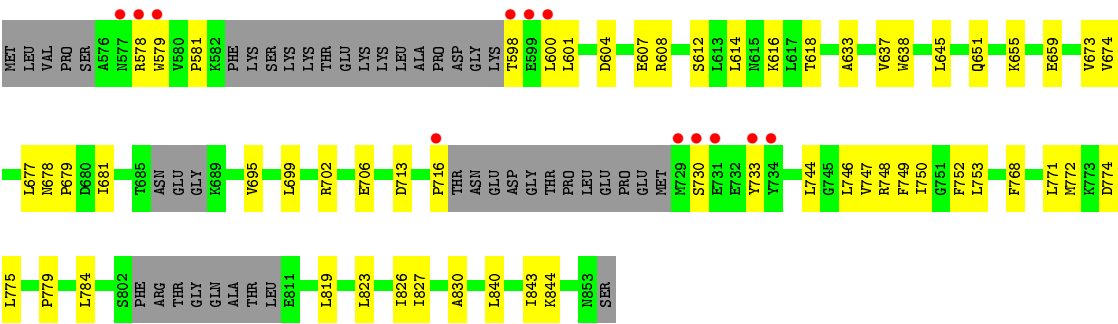 MET LEU VAL PRO SER A576 N577 R578 W579 V580 P581 K582 PHE LYS SER LYS LYS THR GLU LYS LYS LEU ALA PRO ASP GLY LYS T598 E599 L600 L601 D604 E607 R608 S612 L613 L614 N615 K616 L617 T618 A633 V637 W638 L645 Q651 K655 E659 V673 V674
L677 N678 P679 D680 I681 T685 ASN GLU GLY K689 V695 L699 R702 E706 D713 P716 THR ASN GLU ASP GLY THR PRO LEU GLU PRO GLU MET M729 S730 E731 E732 Y733 Y734 L744 G745 L746 V747 R748 F749 I750 G751 F752 L753 F768 L771 M772 K773 D774
L775 P779 L784 S802 PHE ARG THR GLY GLN ALA THR LEU E811 L819 L823 I826 I827 A830 L840 I843 K844 N853 SER